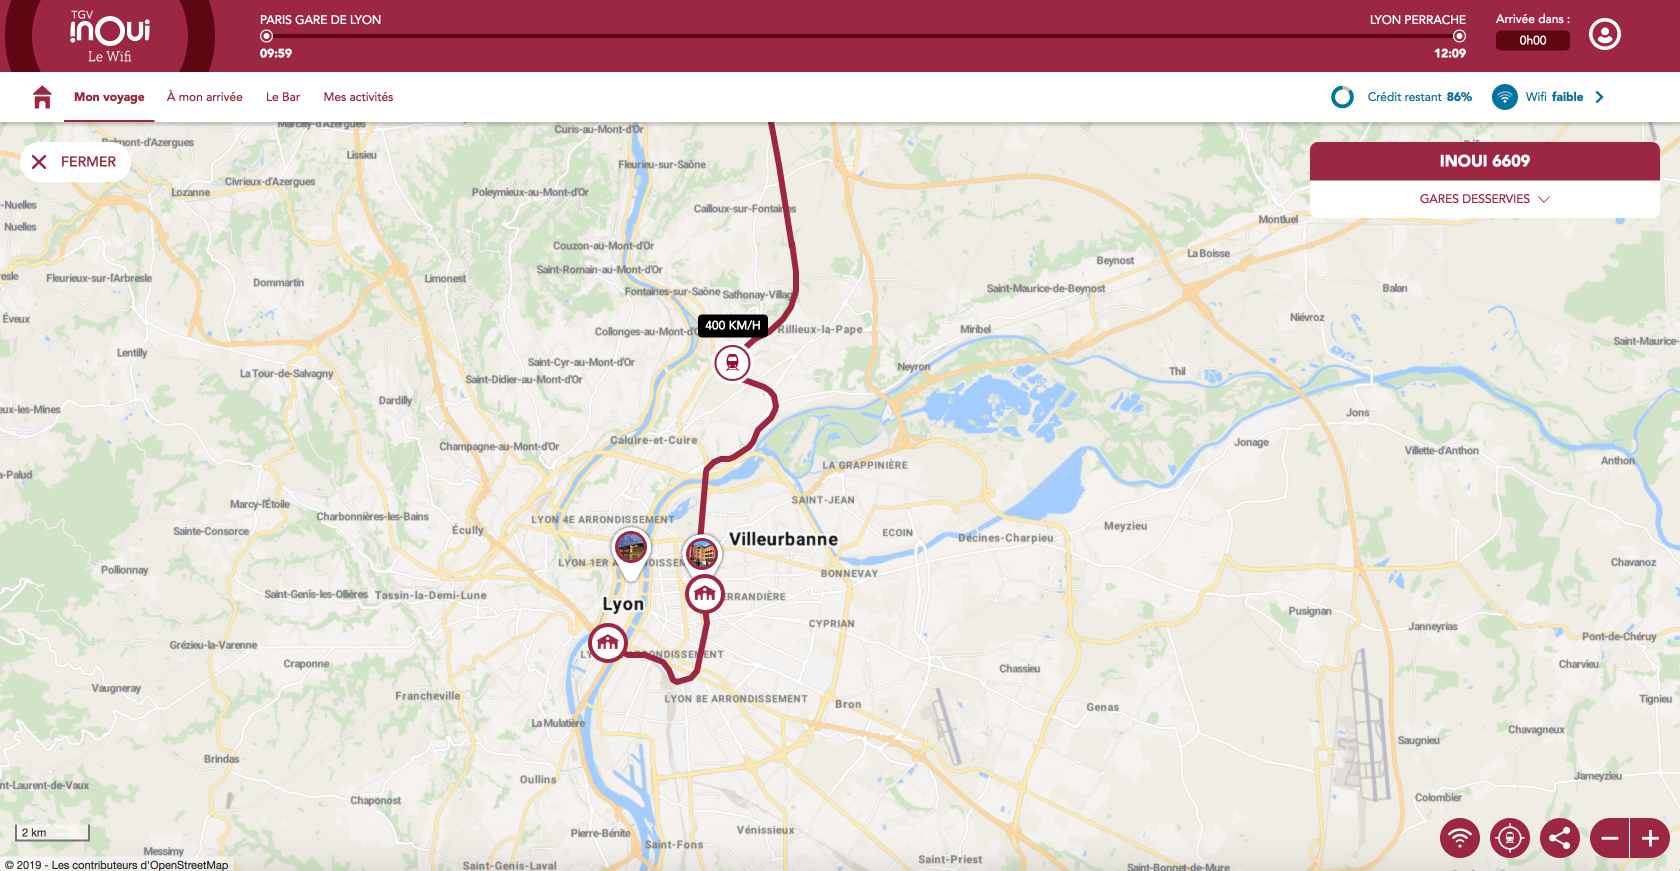 TGV
inOui
Le Wifi
PARIS GARE DE LYON
09:59
LYON PERRACHE
12:09
Arrivée dans :
0h00
Mon voyage
À mon arrivée
Le Bar
Mes activités
Crédit restant 86%
Wifi faible
FERMER
INOUI 6609
GARES DESSERVIES
Marcilly-d'Azergues
Belmont-d'Azergues
Curis-au-Mont-d'Or
Lissieu
Fleurieu-sur-Saône
Civrieux-d'Azergues
Lozanne
Poleymieux-au-Mont-d'Or
-Nuelles
Nuelles
Cailloux-sur-Fontaines
Montluel
Couzon-au-Mont-d'Or
La Boisse
Beynost
Saint-Romain-au-Mont-d'Or
Fleurieux-sur-l'Arbresle
Dommartin
Limonest
Fontaines-sur-Saône
Sathonay-Village
Saint-Maurice-de-Beynost
Balan
Éveux
400 KM/H
Niévroz
Collonges-au-Mont-d'Or
Rillieux-la-Pape
Miribel
Saint-Maurice-
Lentilly
Saint-Cyr-au-Mont-d'Or
Neyron
Thil
La-Tour-de-Salvagny
Saint-Didier-au-Mont-d'Or
Dardilly
eux-les-Mines
Jons
Champagne-au-Mont-d'Or
Caluire-et-Cuire
Jonage
Villette-d'Anthon
Anthon
LA GRAPPINIÈRE
a-Palud
SAINT-JEAN
Marcy-l'Étoile
Charbonnières-les-Bains
LYON 4E ARRONDISSEMENT
Meyzieu
Sainte-Consorce
Écully
Villeurbanne
ECOIN
Décines-Charpieu
LYON 1ER ARRONDISSEMENT
Chavanoz
Pollionnay
BONNEVAY
Saint-Genis-les-Ollières
Tassin-la-Demi-Lune
Lyon
FERRANDIÈRE
Pusignan
CYPRIAN
Janneyrias
Pont-de-Chéruy
Grézieu-la-Varenne
Craponne
Charvieu
Chassieu
Vaugneray
Francheville
LYON 8E ARRONDISSEMENT
Bron
Genas
Tignieu
La Mulatière
Chavagneux
Saugnieu
Brindas
Jameyzieu
Oullins
nt-Laurent-de-Vaux
Chaponost
Colombier
2 km
Pierre-Bénite
Vénissieux
Saint-Fons
Messimy
Saint-Genis-Laval
Saint-Priest
Saint-Bonnet-de-Mure
© 2019 - Les contributeurs d'OpenStreetMap